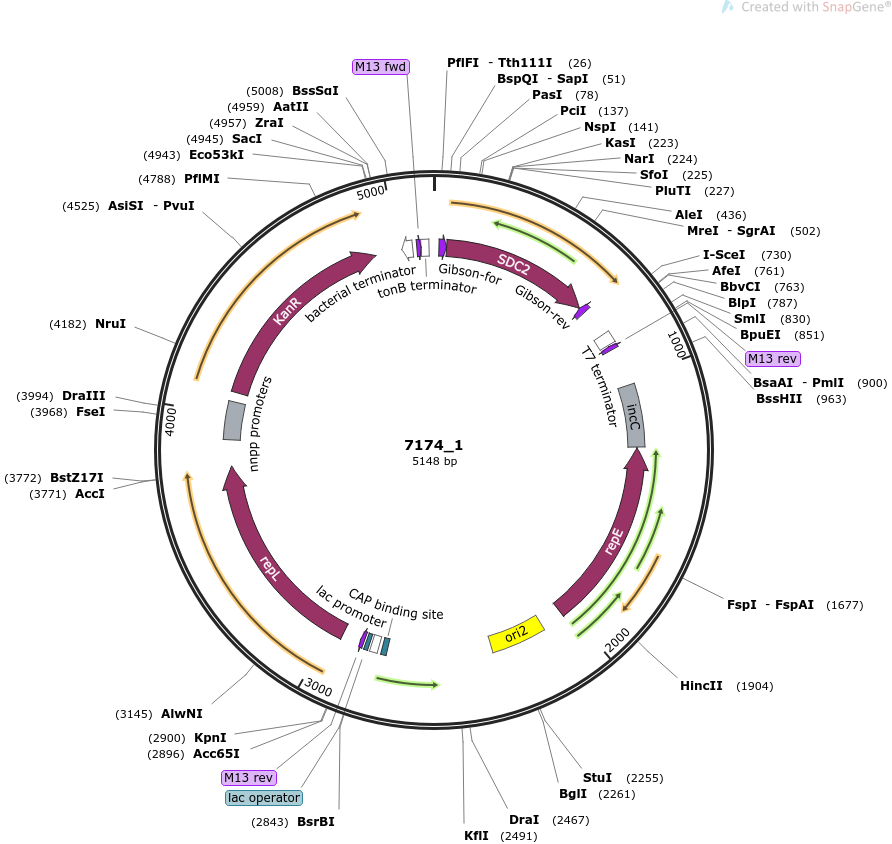 Created with SnapGene®
M13 fwd
PflFI - Tth111I (26)
BspQI - SapI (51)
PasI (78)
PciI (137)
NspI (141)
KasI (223)
NarI (224)
SfoI (225)
PluTI (227)
AleI (436)
MreI - SgrAI (502)
I-SceI (730)
AfeI (761)
BbvCI (763)
BlpI (787)
SmlI (830)
BpuEI (851)
M13 rev
BsaAI - PmlI (900)
BssHII (963)
FspI - FspAI (1677)
HincII (1904)
StuI (2255)
BglI (2261)
DraI (2467)
KflI (2491)
(2843) BsrBI
lac operator
M13 rev
(2896) Acc65I
(2900) KpnI
(3145) AlwNI
(3771) AccI
(3772) BstZ17I
(3968) FseI
(3994) DraIII
(4182) NruI
(4525) AsiSI - PvuI
(4788) PflMI
(4943) Eco53kI
(4945) SacI
(4957) ZraI
(4959) AatII
(5008) BssSαI
1000
2000
3000
4000
5000
Gibson-for
SDC2
Gibson-rev
T7 terminator
incC
repE
ori2
CAP binding site
lac promoter
repL
nnpp promoters
KanR
bacterial terminator
tonB terminator
7174_1
5148 bp